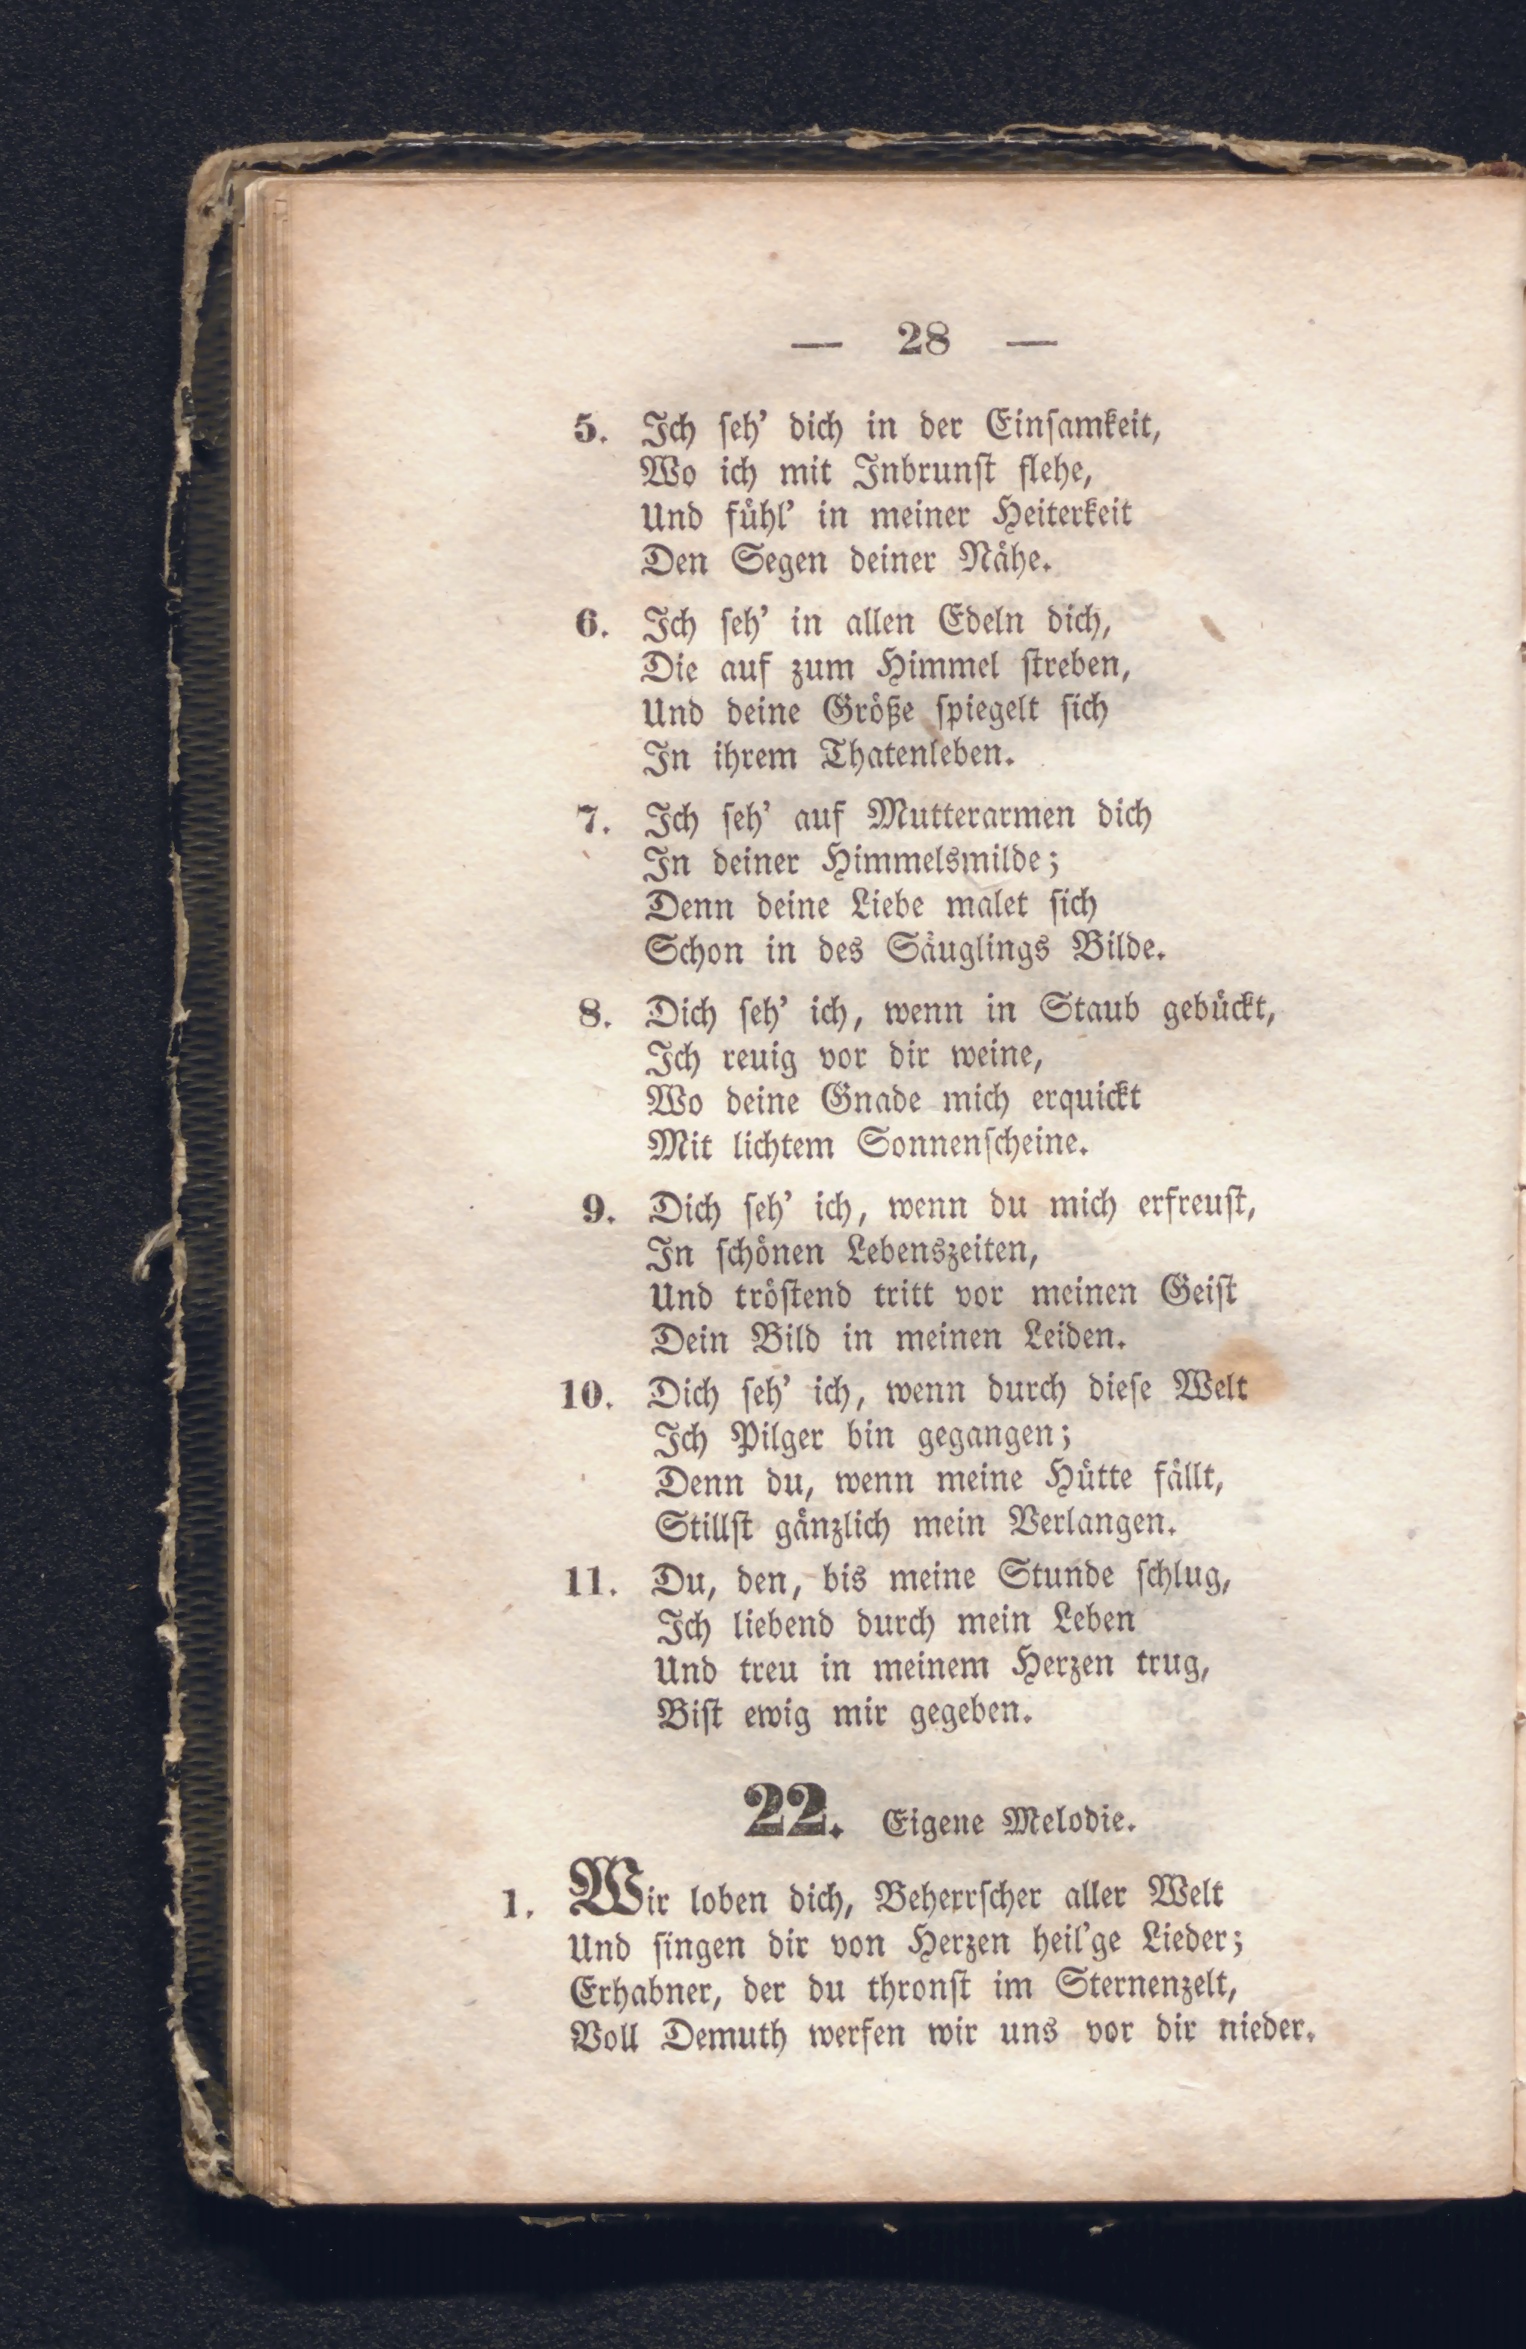 — 28 —
5. Ich seh' dich in der Einsamkeit,
Wo ich mit Inbrunst flehe,
Und fühl' in meiner Heiterkeit
Den Segen deiner Nähe.
6. Ich seh' in allen Edeln dich,
Die auf zum Himmel streben,
Und deine Größe spiegelt sich
In ihrem Thatenleben.
7. Ich seh' auf Mutterarmen dich
In deiner Himmelsmilde;
Denn deine Liebe malet sich
Schon in des Säuglings Bilde.
8. Dich seh' ich, wenn in Staub gebückt,
Ich reuig vor dir weine,
Wo deine Gnade mich erquickt
Mit lichtem Sonnenscheine.
9. Dich seh' ich, wenn du mich erfreust,
In schönen Lebenszeiten,
Und tröstend tritt vor meinen Geist
Dein Bild in meinen Leiden.
10. Dich seh' ich, wenn durch diese Welt
Ich Pilger bin gegangen;
Denn du, wenn meine Hütte fällt,
Stillst gänzlich mein Verlangen.
11. Du, den, bis meine Stunde schlug,
Ich liebend durch mein Leben
Und treu in meinem Herzen trug,
Bist ewig mir gegeben.
22. Eigene Melodie.
1. Wir loben dich, Beherrscher aller Welt
Und singen dir von Herzen heil'ge Lieder;
Erhabner, der du thronst im Sternenzelt,
Voll Demuth werfen wir uns vor dir nieder.